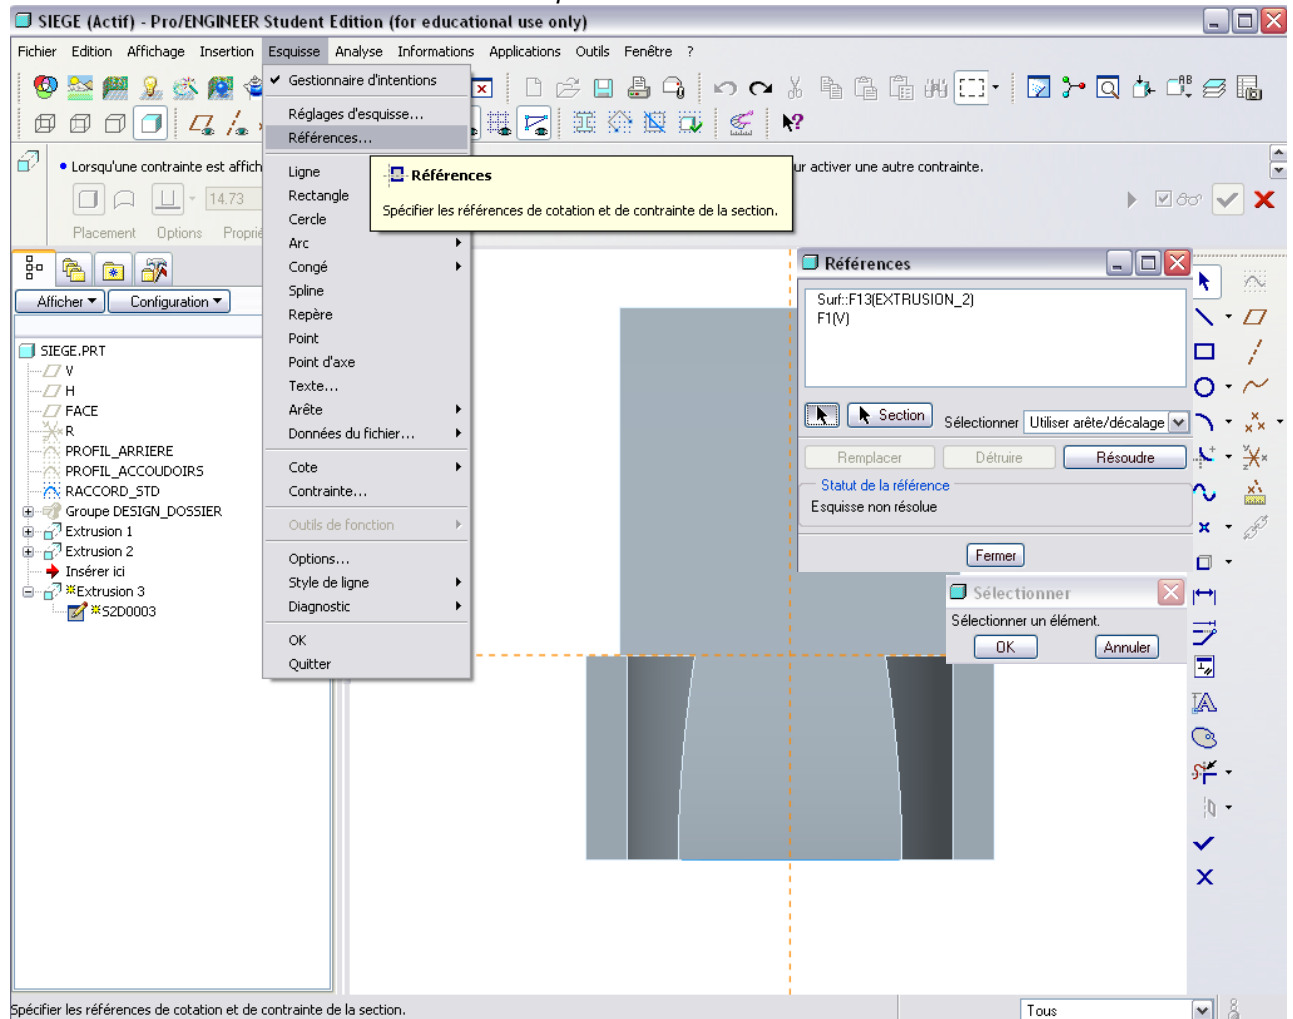 SIEGE (Actif) - Pro/ENGINEER Student Edition (for educational use only)
Fichier Edition Affichage Insertion Esquisse Analyse Informations Applications Outils Fenêtre ?
Gestionnaire d'intentions
Réglages d'esquisse...
Références...
Lorsqu'une contrainte est affich
ur activer une autre contrainte.
Ligne
Références
Spécifier les références de cotation et de contrainte de la section.
Rectangle
14.73
Cercle
Placement Options Proprié
Arc
Congé
Spline
Repère
Point
Point d'axe
Texte...
Arête
Données du fichier...
Cote
Contrainte...
Outils de fonction
Options...
Style de ligne
Diagnostic
OK
Quitter
Afficher Configuration
SIEGE.PRT
V
H
FACE
R
PROFIL_ARRIERE
PROFIL_ACCOUDOIRS
RACCORD_STD
Groupe DESIGN_DOSSIER
Extrusion 1
Extrusion 2
Insérer ici
Extrusion 3
S2D0003
Références
Surf::F13(EXTRUSION_2)
F1(V)
Section Sélectionner Utiliser arête/décalage
Remplacer Détruire Résoudre
Statut de la référence
Esquisse non résolue
Fermer
Sélectionner
Sélectionner un élément.
OK Annuler
Spécifier les références de cotation et de contrainte de la section.
Tous